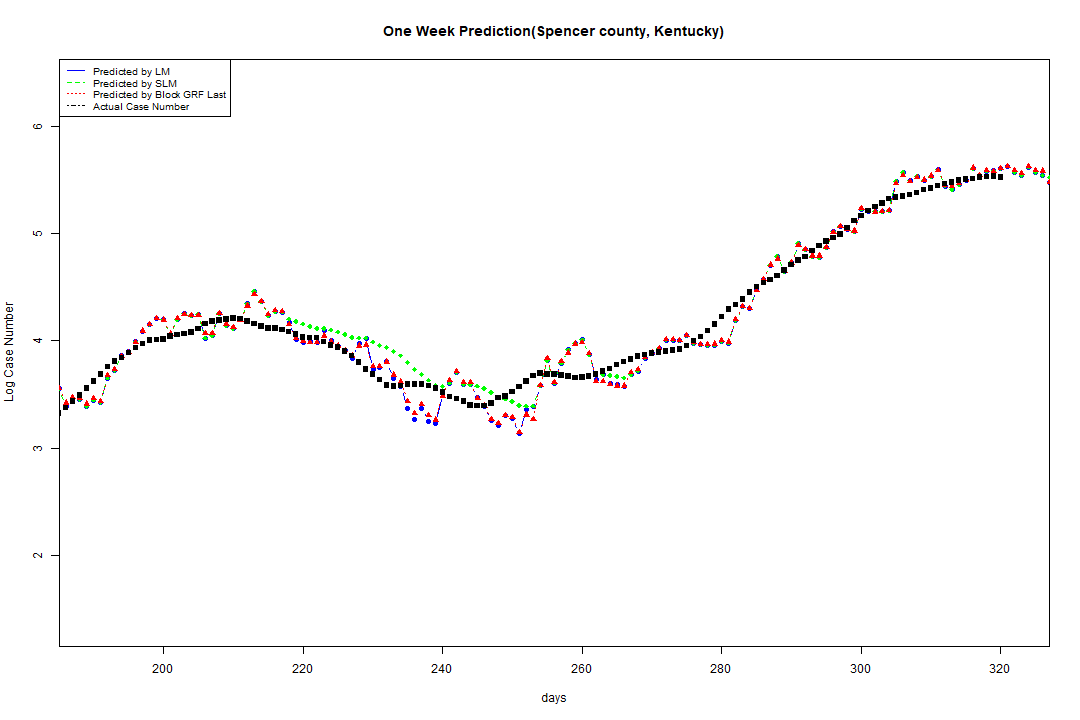 One Week Prediction(Spencer county, Kentucky)
Predicted by LM
Predicted by SLM
Predicted by Block GRF Last
Actual Case Number
Log Case Number
6
5
4
3
2
200 220 240 260 280 300 320
days